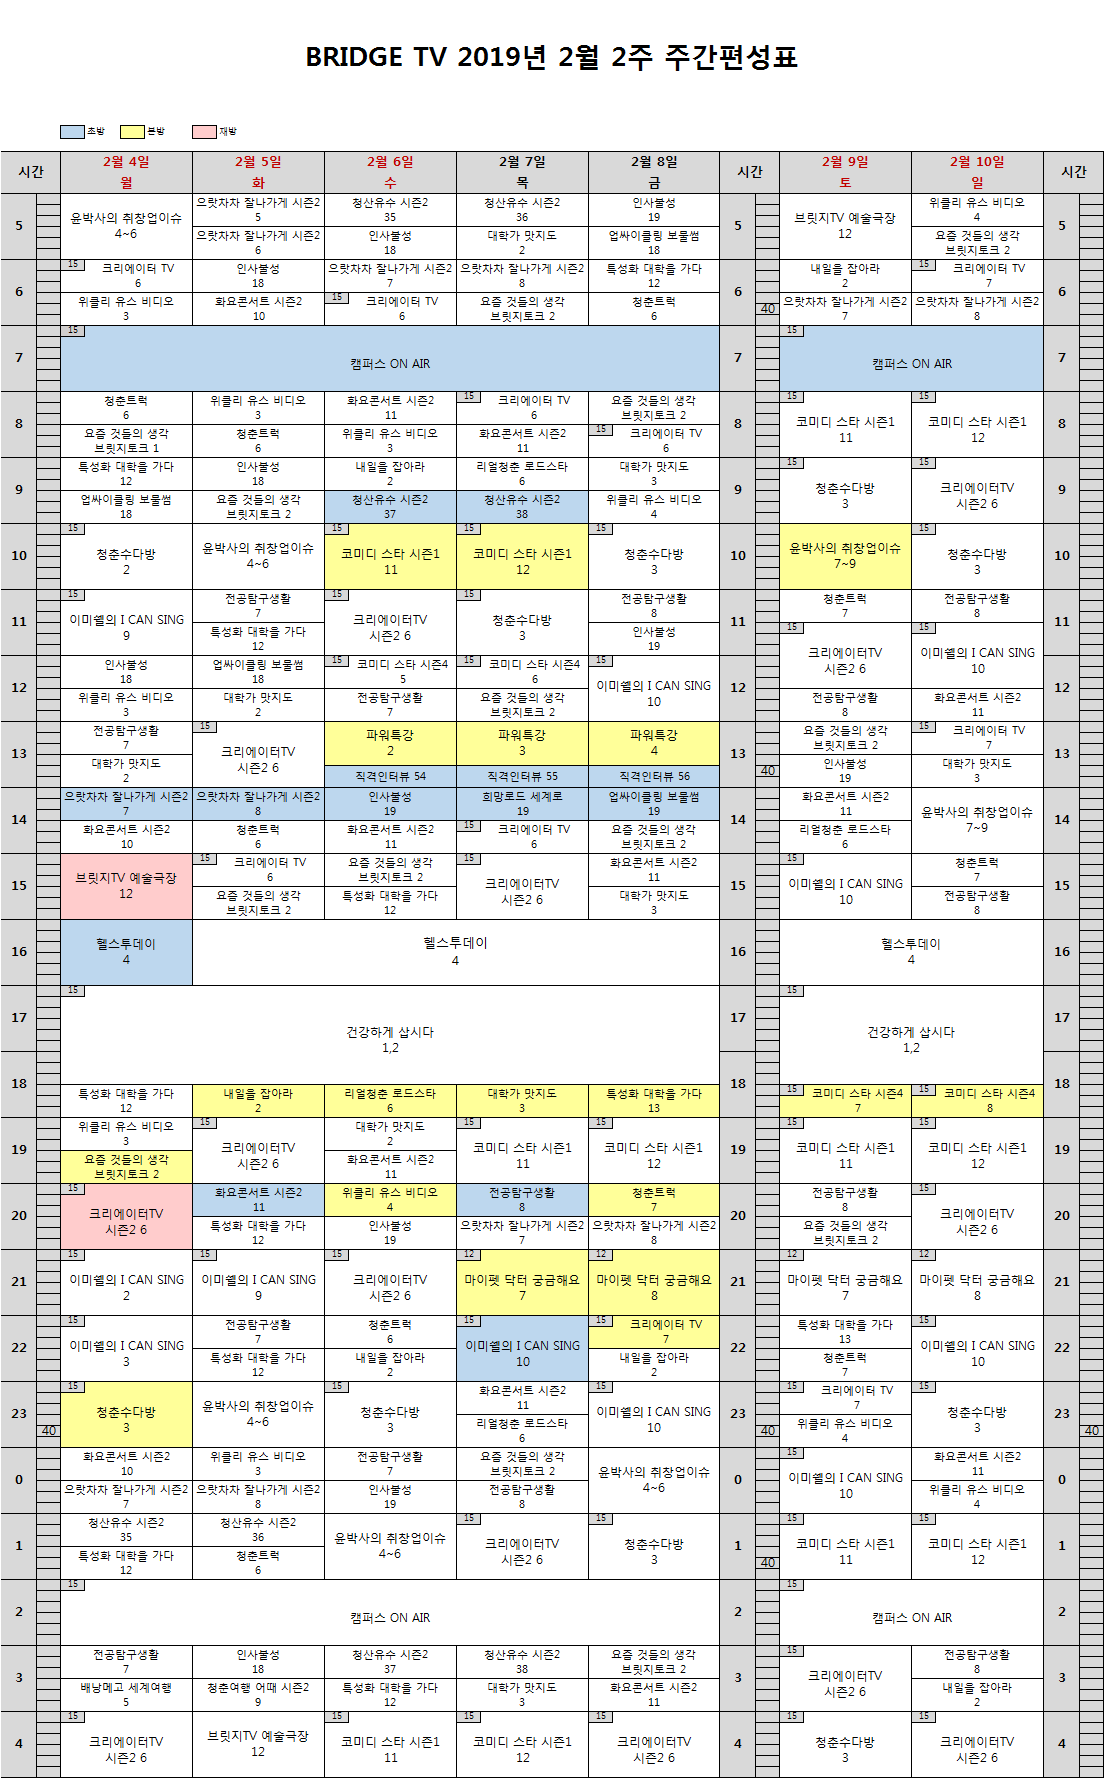 BRIDGE TV 2019년 2월 2주 주간편성표
초방 본방 재방
시간 2월 4일 2월 5일 2월 6일 2월 7일 2월 8일 시간 2월 9일 2월 10일 시간
월 화 수 목 금 토 일
5 윤박사의 취창업이슈 4~6 으랏차차 잘나가게 시즌2 5 청산유수 시즌2 35 청산유수 시즌2 36 인사불성 19 5 브릿지TV 예술극장 12 위클리 유스 비디오 4 5
으랏차차 잘나가게 시즌2 6 인사불성 18 대학가 맛지도 2 업싸이클링 보물썸 18 요즘 것들의 생각 브릿지토크 2
6 15 크리에이터 TV 6 인사불성 18 으랏차차 잘나가게 시즌2 7 으랏차차 잘나가게 시즌2 8 특성화 대학을 가다 12 6 내일을 잡아라 2 15 크리에이터 TV 7 6
위클리 유스 비디오 3 화요콘서트 시즌2 10 15 크리에이터 TV 6 요즘 것들의 생각 브릿지토크 2 청춘트럭 6 40 으랏차차 잘나가게 시즌2 7 으랏차차 잘나가게 시즌2 8
7 15 캠퍼스 ON AIR 7 15 캠퍼스 ON AIR 7
8 청춘트럭 6 위클리 유스 비디오 3 화요콘서트 시즌2 11 15 크리에이터 TV 6 요즘 것들의 생각 브릿지토크 2 8 15 코미디 스타 시즌1 11 15 코미디 스타 시즌1 12 8
요즘 것들의 생각 브릿지토크 1 청춘트럭 6 위클리 유스 비디오 3 화요콘서트 시즌2 11 15 크리에이터 TV 6
9 특성화 대학을 가다 12 인사불성 18 내일을 잡아라 2 리얼청춘 로드스타 6 대학가 맛지도 3 9 15 청춘수다방 3 15 크리에이터TV 시즌2 6 9
업싸이클링 보물썸 18 요즘 것들의 생각 브릿지토크 2 청산유수 시즌2 37 청산유수 시즌2 38 위클리 유스 비디오 4
10 15 청춘수다방 2 윤박사의 취창업이슈 4~6 15 코미디 스타 시즌1 11 15 코미디 스타 시즌1 12 15 청춘수다방 3 10 윤박사의 취창업이슈 7~9 15 청춘수다방 3 10
11 15 이미쉘의 I CAN SING 9 전공탐구생활 7 15 크리에이터TV 시즌2 6 15 청춘수다방 3 전공탐구생활 8 11 청춘트럭 7 전공탐구생활 8 11
특성화 대학을 가다 12 인사불성 19 15 크리에이터TV 시즌2 6 15 이미쉘의 I CAN SING 10
12 인사불성 18 업싸이클링 보물썸 18 15 코미디 스타 시즌4 5 15 코미디 스타 시즌4 6 15 이미쉘의 I CAN SING 10 12 12
위클리 유스 비디오 3 대학가 맛지도 2 전공탐구생활 7 요즘 것들의 생각 브릿지토크 2 전공탐구생활 8 화요콘서트 시즌2 11
13 전공탐구생활 7 15 크리에이터TV 시즌2 6 파워특강 2 파워특강 3 파워특강 4 13 요즘 것들의 생각 브릿지토크 2 15 크리에이터 TV 7 13
대학가 맛지도 2 직격인터뷰 54 직격인터뷰 55 직격인터뷰 56 40 인사불성 19 대학가 맛지도 3
14 으랏차차 잘나가게 시즌2 7 으랏차차 잘나가게 시즌2 8 인사불성 19 희망로드 세계로 19 업싸이클링 보물썸 19 14 화요콘서트 시즌2 11 윤박사의 취창업이슈 7~9 14
화요콘서트 시즌2 10 청춘트럭 6 화요콘서트 시즌2 11 15 크리에이터 TV 6 요즘 것들의 생각 브릿지토크 2 리얼청춘 로드스타 6
15 브릿지TV 예술극장 12 15 크리에이터 TV 6 요즘 것들의 생각 브릿지토크 2 15 크리에이터TV 시즌2 6 화요콘서트 시즌2 11 15 15 이미쉘의 I CAN SING 10 청춘트럭 7 15
요즘 것들의 생각 브릿지토크 2 특성화 대학을 가다 12 대학가 맛지도 3 전공탐구생활 8
16 헬스투데이 4 헬스투데이 4 16 헬스투데이 4 16
17 15 건강하게 삽시다 1,2 17 15 건강하게 삽시다 1,2 17
18 특성화 대학을 가다 12 내일을 잡아라 2 리얼청춘 로드스타 6 대학가 맛지도 3 특성화 대학을 가다 13 18 15 코미디 스타 시즌4 7 15 코미디 스타 시즌4 8 18
19 위클리 유스 비디오 3 15 크리에이터TV 시즌2 6 대학가 맛지도 2 15 코미디 스타 시즌1 11 15 코미디 스타 시즌1 12 19 15 코미디 스타 시즌1 11 15 코미디 스타 시즌1 12 19
요즘 것들의 생각 브릿지토크 2 화요콘서트 시즌2 11
20 15 크리에이터TV 시즌2 6 화요콘서트 시즌2 11 위클리 유스 비디오 4 전공탐구생활 8 청춘트럭 7 20 전공탐구생활 8 15 크리에이터TV 시즌2 6 20
특성화 대학을 가다 12 인사불성 19 으랏차차 잘나가게 시즌2 7 으랏차차 잘나가게 시즌2 8 요즘 것들의 생각 브릿지토크 2
21 15 이미쉘의 I CAN SING 2 15 이미쉘의 I CAN SING 9 15 크리에이터TV 시즌2 6 12 마이펫 닥터 궁금해요 7 12 마이펫 닥터 궁금해요 8 21 12 마이펫 닥터 궁금해요 7 12 마이펫 닥터 궁금해요 8 21
22 15 이미쉘의 I CAN SING 3 전공탐구생활 7 청춘트럭 6 15 이미쉘의 I CAN SING 10 15 크리에이터 TV 7 22 특성화 대학을 가다 13 15 이미쉘의 I CAN SING 10 22
특성화 대학을 가다 12 내일을 잡아라 2 내일을 잡아라 2 청춘트럭 7
23 15 청춘수다방 3 윤박사의 취창업이슈 4~6 15 청춘수다방 3 화요콘서트 시즌2 11 15 이미쉘의 I CAN SING 10 23 15 크리에이터 TV 7 15 청춘수다방 3 23
40 리얼청춘 로드스타 6 40 위클리 유스 비디오 4 40
0 화요콘서트 시즌2 10 위클리 유스 비디오 3 전공탐구생활 7 요즘 것들의 생각 브릿지토크 2 윤박사의 취창업이슈 4~6 0 15 이미쉘의 I CAN SING 10 화요콘서트 시즌2 11 0
으랏차차 잘나가게 시즌2 7 으랏차차 잘나가게 시즌2 8 인사불성 19 전공탐구생활 8 위클리 유스 비디오 4
1 청산유수 시즌2 35 청산유수 시즌2 36 윤박사의 취창업이슈 4~6 15 크리에이터TV 시즌2 6 15 청춘수다방 3 1 15 코미디 스타 시즌1 11 15 코미디 스타 시즌1 12 1
특성화 대학을 가다 12 청춘트럭 6 40
2 15 캠퍼스 ON AIR 2 15 캠퍼스 ON AIR 2
3 전공탐구생활 7 인사불성 18 청산유수 시즌2 37 청산유수 시즌2 38 요즘 것들의 생각 브릿지토크 2 3 15 크리에이터TV 시즌2 6 전공탐구생활 8 3
배낭메고 세계여행 5 청춘여행 어때 시즌2 9 특성화 대학을 가다 12 대학가 맛지도 3 화요콘서트 시즌2 11 내일을 잡아라 2
4 15 크리에이터TV 시즌2 6 브릿지TV 예술극장 12 15 코미디 스타 시즌1 11 15 코미디 스타 시즌1 12 15 크리에이터TV 시즌2 6 4 15 청춘수다방 3 15 크리에이터TV 시즌2 6 4